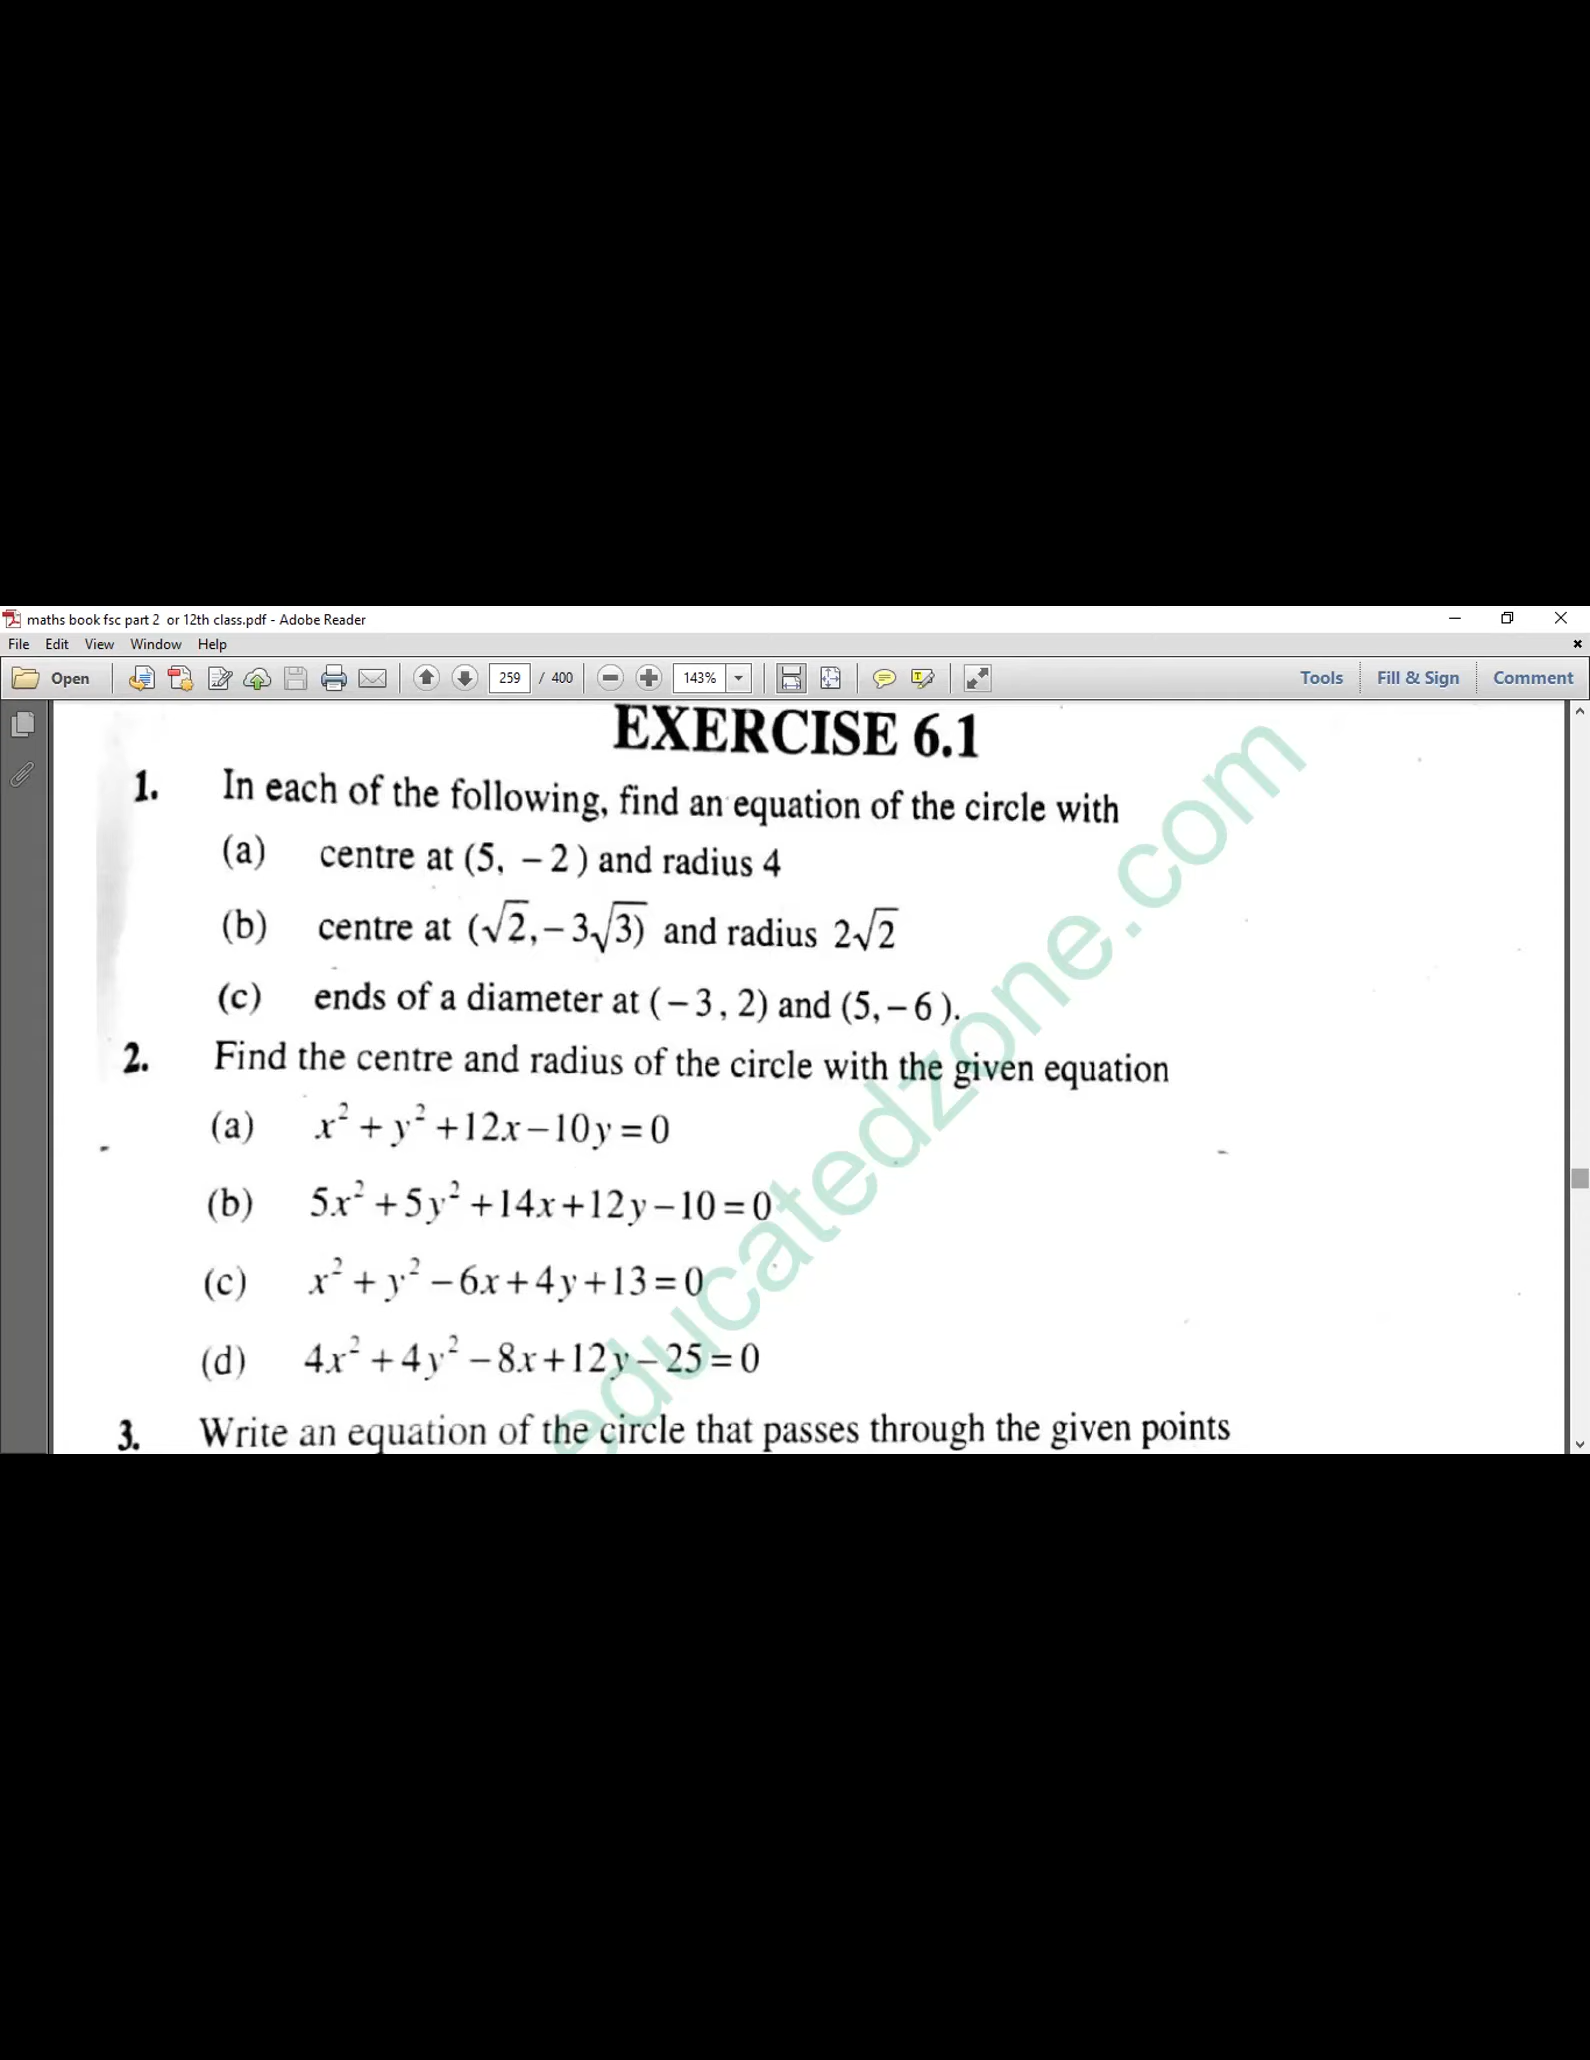 maths book fsc part 2 or 12th class.pdf - Adobe Reader
File Edit View Window Help
Open 259 / 400 143% Tools Fill & Sign Comment
EXERCISE 6.1
1. In each of the following, find an equation of the circle with
(a) centre at (5, −2) and radius 4
(b) centre at (√2, −3√3) and radius 2√2
(c) ends of a diameter at (−3, 2) and (5, −6).
2. Find the centre and radius of the circle with the given equation
(a) x² + y² + 12x − 10y = 0
(b) 5x² + 5y² + 14x + 12y − 10 = 0
(c) x² + y² − 6x + 4y + 13 = 0
(d) 4x² + 4y² − 8x + 12y − 25 = 0
3. Write an equation of the circle that passes through the given points
educatedzone.com